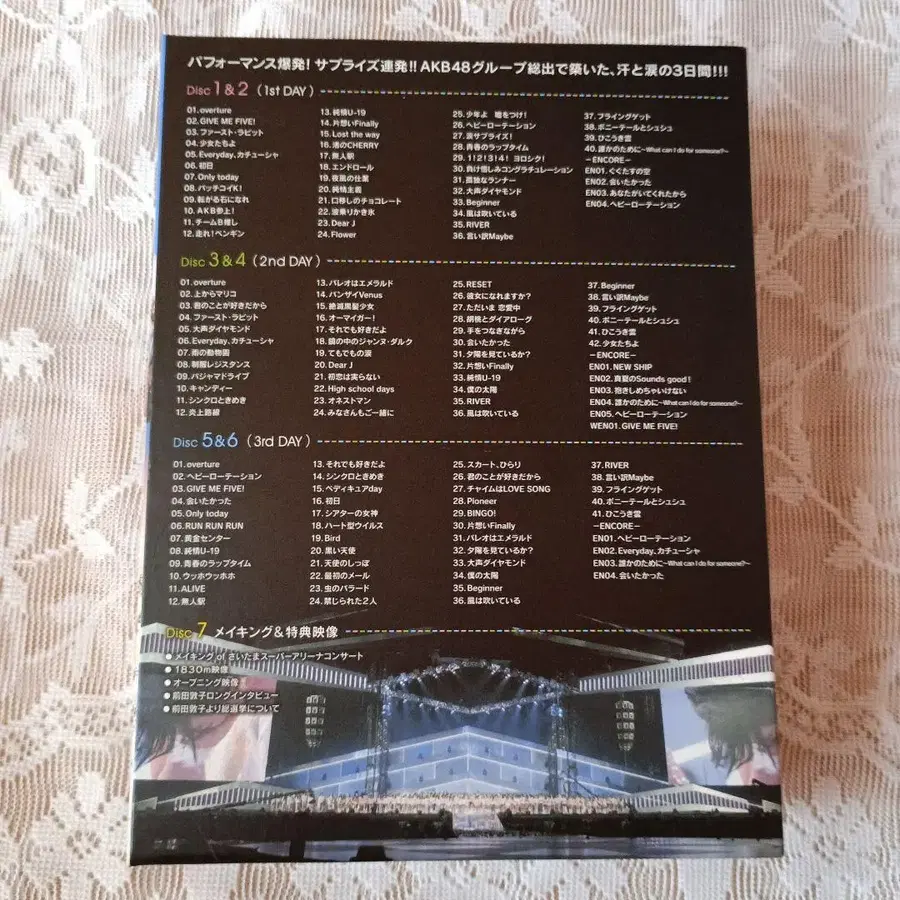 パフォーマンス爆発! サプライズ連発!! AKB48グループ総出で築いた、汗と涙の3日間!!!
Disc 1&2 (1st DAY)
01.overture
02.GIVE ME FIVE!
03.ファースト・ラビット
04.少女たちよ
05.Everyday、カチューシャ
06.初日
07.Only today
08.バッチコイK!
09.転がる石になれ
10.AKB参上!
11.チームB推し
12.走れ!ペンギン
13.純情U-19
14.片想いFinally
15.Lost the way
16.渚のCHERRY
17.無人駅
18.エンドロール
19.夜風の仕業
20.純情主義
21.口移しのチョコレート
22.波乗りかき氷
23.Dear J
24.Flower
25.少年よ 嘘をつけ!
26.ヘビーローテーション
27.涙サプライズ!
28.青春のラップタイム
29.1!2!3!4! ヨロシク!
30.負け惜しみコングラチュレーション
31.孤独なランナー
32.大声ダイヤモンド
33.Beginner
34.風は吹いている
35.RIVER
36.言い訳Maybe
37.フライングゲット
38.ポニーテールとシュシュ
39.ひこうき雲
40.誰かのために~What can I do for someone?~
-ENCORE-
EN01.ぐぐたすの空
EN02.会いたかった
EN03.あなたがいてくれたから
EN04.ヘビーローテーション
Disc 3&4 (2nd DAY)
01.overture
02.上からマリコ
03.君のことが好きだから
04.ファースト・ラビット
05.大声ダイヤモンド
06.Everyday、カチューシャ
07.雨の動物園
08.制服レジスタンス
09.パジャマドライブ
10.キャンディー
11.シンクロときめき
12.炎上路線
13.パレオはエメラルド
14.バンザイVenus
15.絶滅黒髪少女
16.オーマイガー!
17.それでも好きだよ
18.鏡の中のジャンヌ・ダルク
19.てもでもの涙
20.Dear J
21.初恋は実らない
22.High school days
23.オネストマン
24.みなさんもご一緒に
25.RESET
26.彼女になれますか?
27.ただいま 恋愛中
28.胡桃とダイアローグ
29.手をつなぎながら
30.会いたかった
31.夕陽を見ているか?
32.片想いFinally
33.純情U-19
34.僕の太陽
35.RIVER
36.風は吹いている
37.Beginner
38.言い訳Maybe
39.フライングゲット
40.ポニーテールとシュシュ
41.ひこうき雲
42.少女たちよ
-ENCORE-
EN01.NEW SHIP
EN02.真夏のSounds good!
EN03.抱きしめちゃいけない
EN04.誰かのために~What can I do for someone?~
EN05.ヘビーローテーション
WEN01.GIVE ME FIVE!
Disc 5&6 (3rd DAY)
01.overture
02.ヘビーローテーション
03.GIVE ME FIVE!
04.会いたかった
05.Only today
06.RUN RUN RUN
07.黄金センター
08.純情U-19
09.青春のラップタイム
10.ウッホウッホホ
11.ALIVE
12.無人駅
13.それでも好きだよ
14.シンクロときめき
15.ペディキュアday
16.初日
17.シアターの女神
18.ハート型ウイルス
19.Bird
20.黒い天使
21.天使のしっぽ
22.最初のメール
23.虫のバラード
24.禁じられた2人
25.スカート、ひらり
26.君のことが好きだから
27.チャイムはLOVE SONG
28.Pioneer
29.BINGO!
30.片想いFinally
31.パレオはエメラルド
32.夕陽を見ているか?
33.大声ダイヤモンド
34.僕の太陽
35.Beginner
36.風は吹いている
37.RIVER
38.言い訳Maybe
39.フライングゲット
40.ポニーテールとシュシュ
41.ひこうき雲
-ENCORE-
EN01.ヘビーローテーション
EN02.Everyday、カチューシャ
EN03.誰かのために~What can I do for someone?~
EN04.会いたかった
Disc 7 メイキング&特典映像
●メイキング of さいたまスーパーアリーナコンサート
●1830m映像
●オープニング映像
●前田敦子ロングインタビュー
●前田敦子より総選挙について